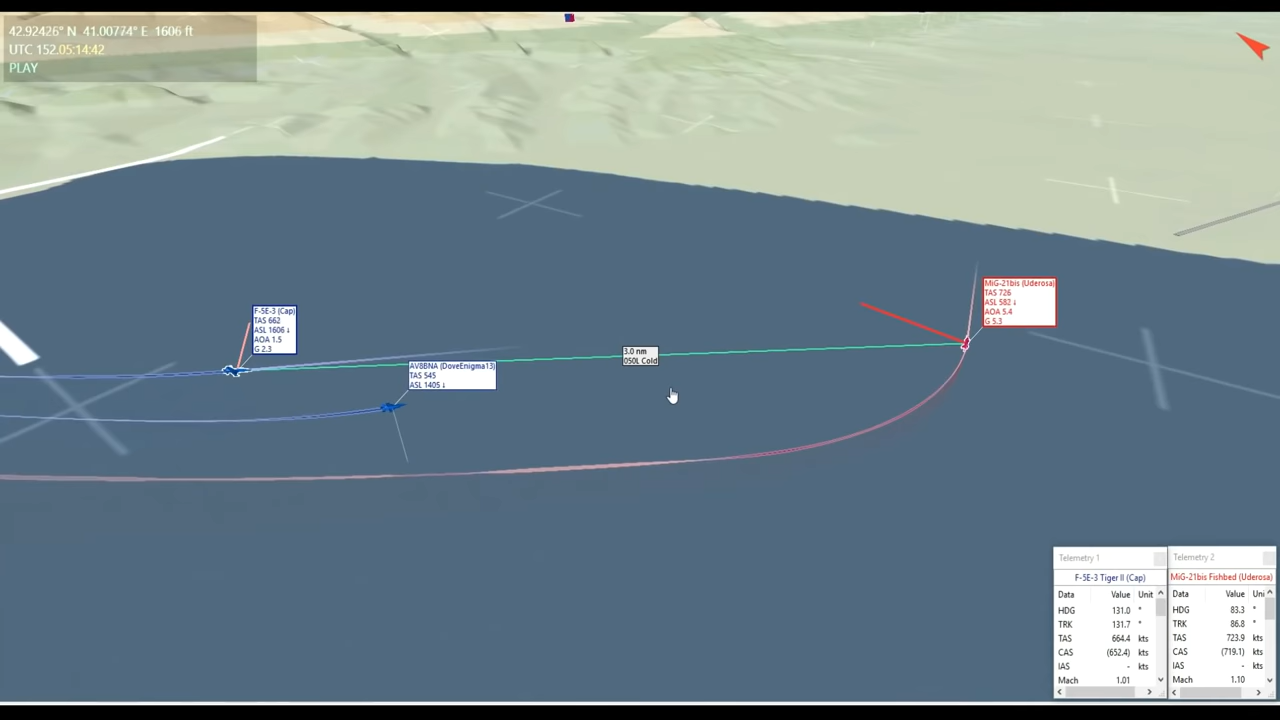 42.92426° N 41.00774° E 1606 ft
UTC 152.05:14:42
PLAY
MiG-21bis (Uderosa)
TAS 726
ASL 582 ↓
AOA 5.4
G 5.3
F-5E-3 (Cap)
TAS 662
ASL 1606 ↓
AOA 1.5
G 2.3
3.0 nm
050L Cold
AV8BNA (DoveEnigma13)
TAS 545
ASL 1405 ↓
Telemetry 1
F-5E-3 Tiger II (Cap)
Data Value Unit
HDG 131.0 °
TRK 131.7 °
TAS 664.4 kts
CAS (652.4) kts
IAS - kts
Mach 1.01
Telemetry 2
MiG-21bis Fishbed (Uderosa)
Data Value Uni
HDG 83.3 °
TRK 86.8 °
TAS 723.9 kts
CAS (719.1) kts
IAS - kts
Mach 1.10